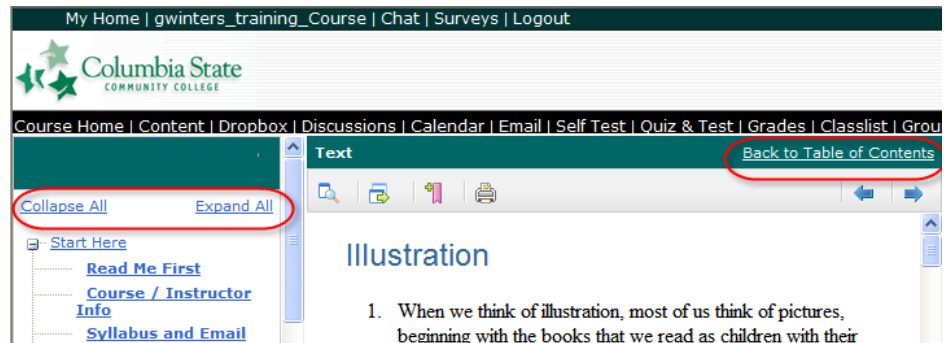 My Home | gwinters_training_Course | Chat | Surveys | Logout
Columbia State
COMMUNITY COLLEGE
Course Home | Content | Dropbox | Discussions | Calendar | Email | Self Test | Quiz & Test | Grades | Classlist | Grou
Text
Back to Table of Contents
Collapse All
Expand All
Start Here
Read Me First
Course / Instructor
Info
Syllabus and Email
Illustration
1. When we think of illustration, most of us think of pictures,
beginning with the books that we read as children with their